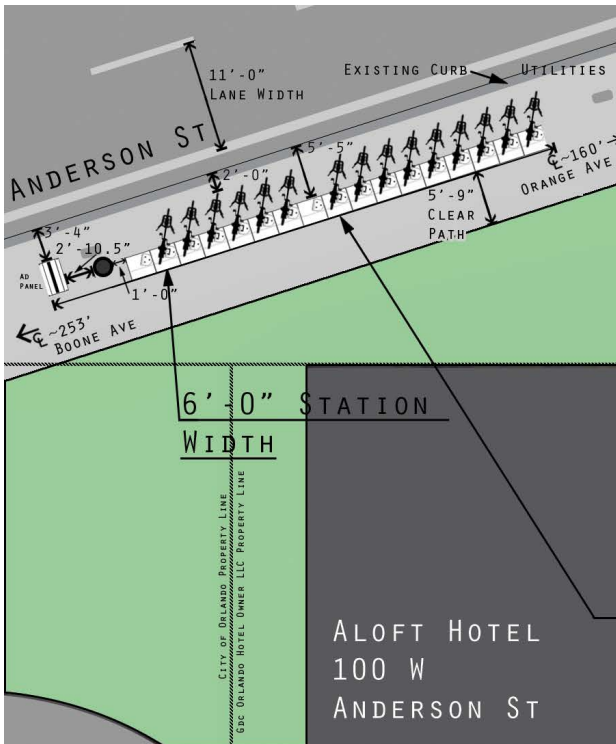 11'-0"
LANE WIDTH
EXISTING CURB
UTILITIES
ANDERSON ST
5'-5"
2'-0"
℄ ~160'
ORANGE AVE
5'-9"
CLEAR
PATH
3'-4"
2'-10.5"
AD
PANEL
1'-0"
℄ ~253'
BOONE AVE
6'-0" STATION
WIDTH
CITY OF ORLANDO PROPERTY LINE
GDC ORLANDO HOTEL OWNER LLC PROPERTY LINE
ALOFT HOTEL
100 W
ANDERSON ST